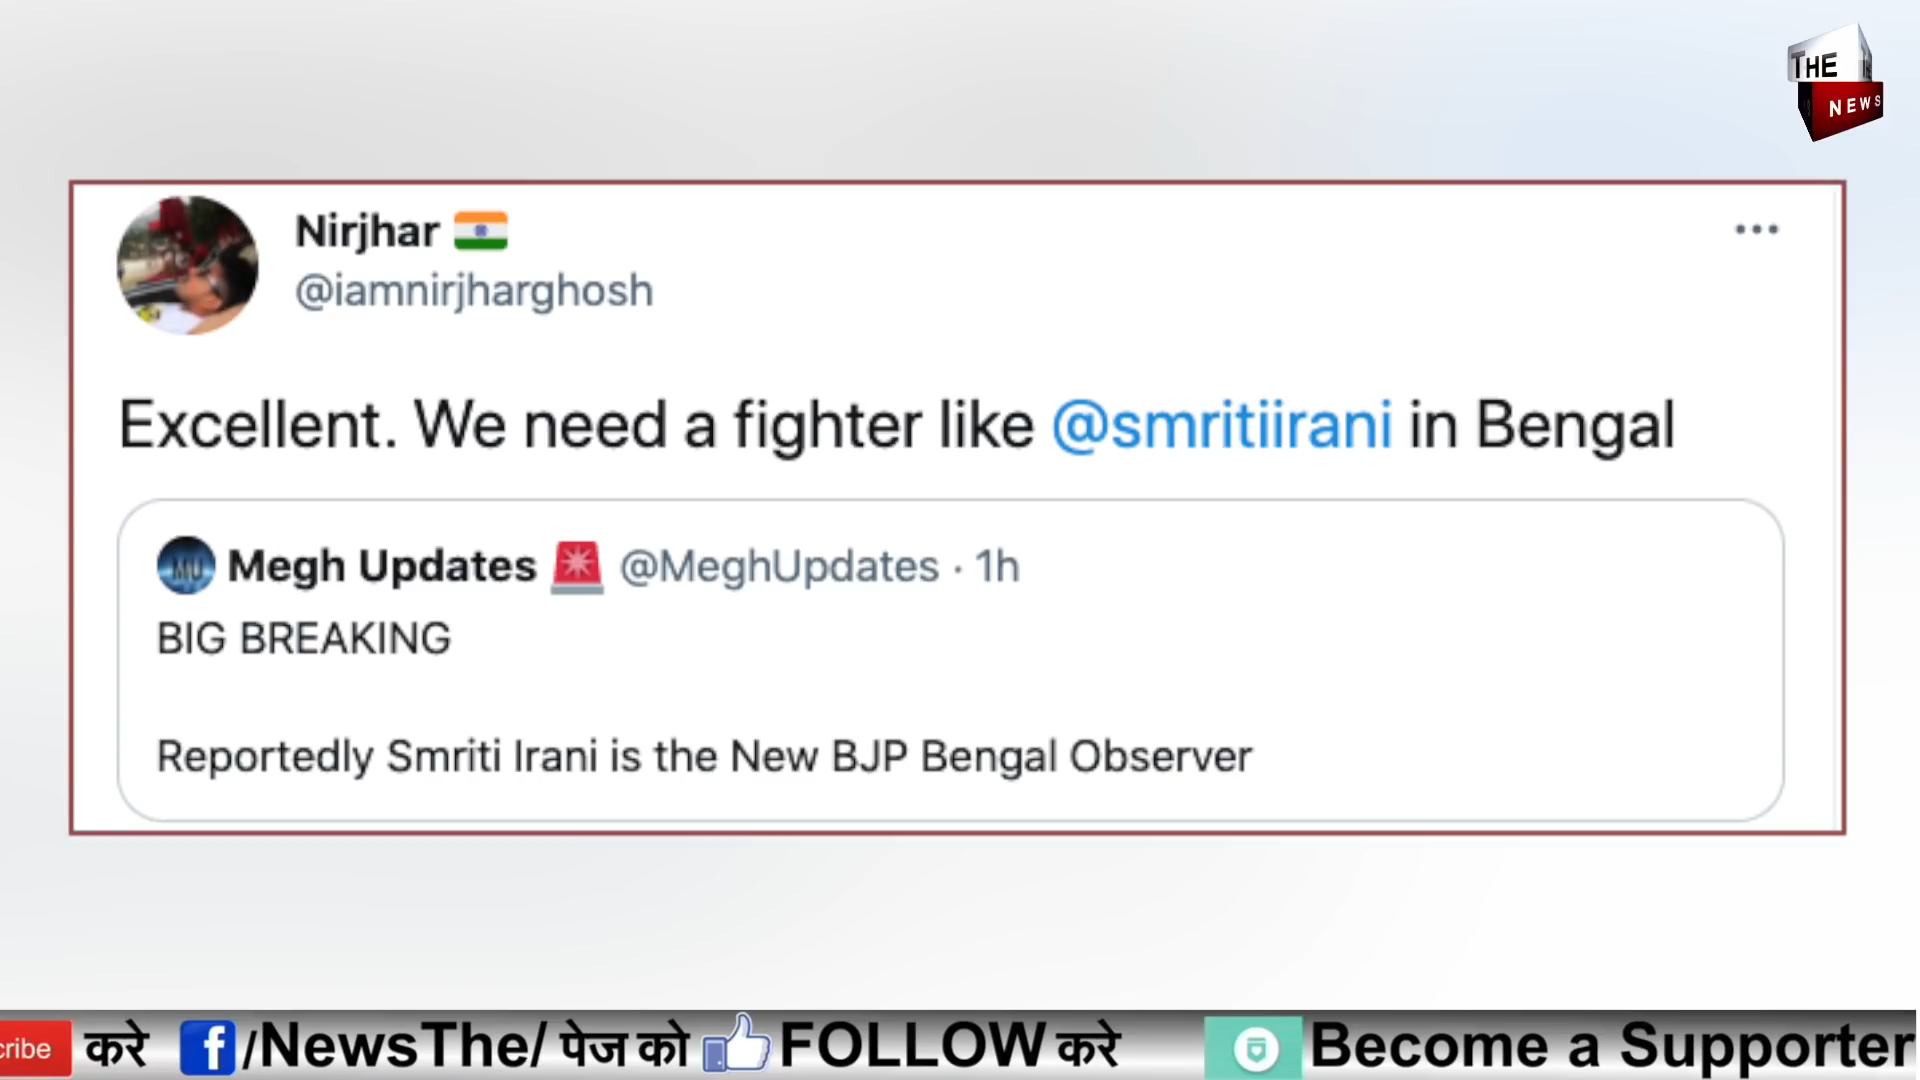 THE
NEWS
Nirjhar
@iamnirjharghosh
Excellent. We need a fighter like @smritiirani in Bengal
Megh Updates @MeghUpdates · 1h
BIG BREAKING
Reportedly Smriti Irani is the New BJP Bengal Observer
करे f/NewsThe/ पेज को FOLLOW करे Become a Supporter